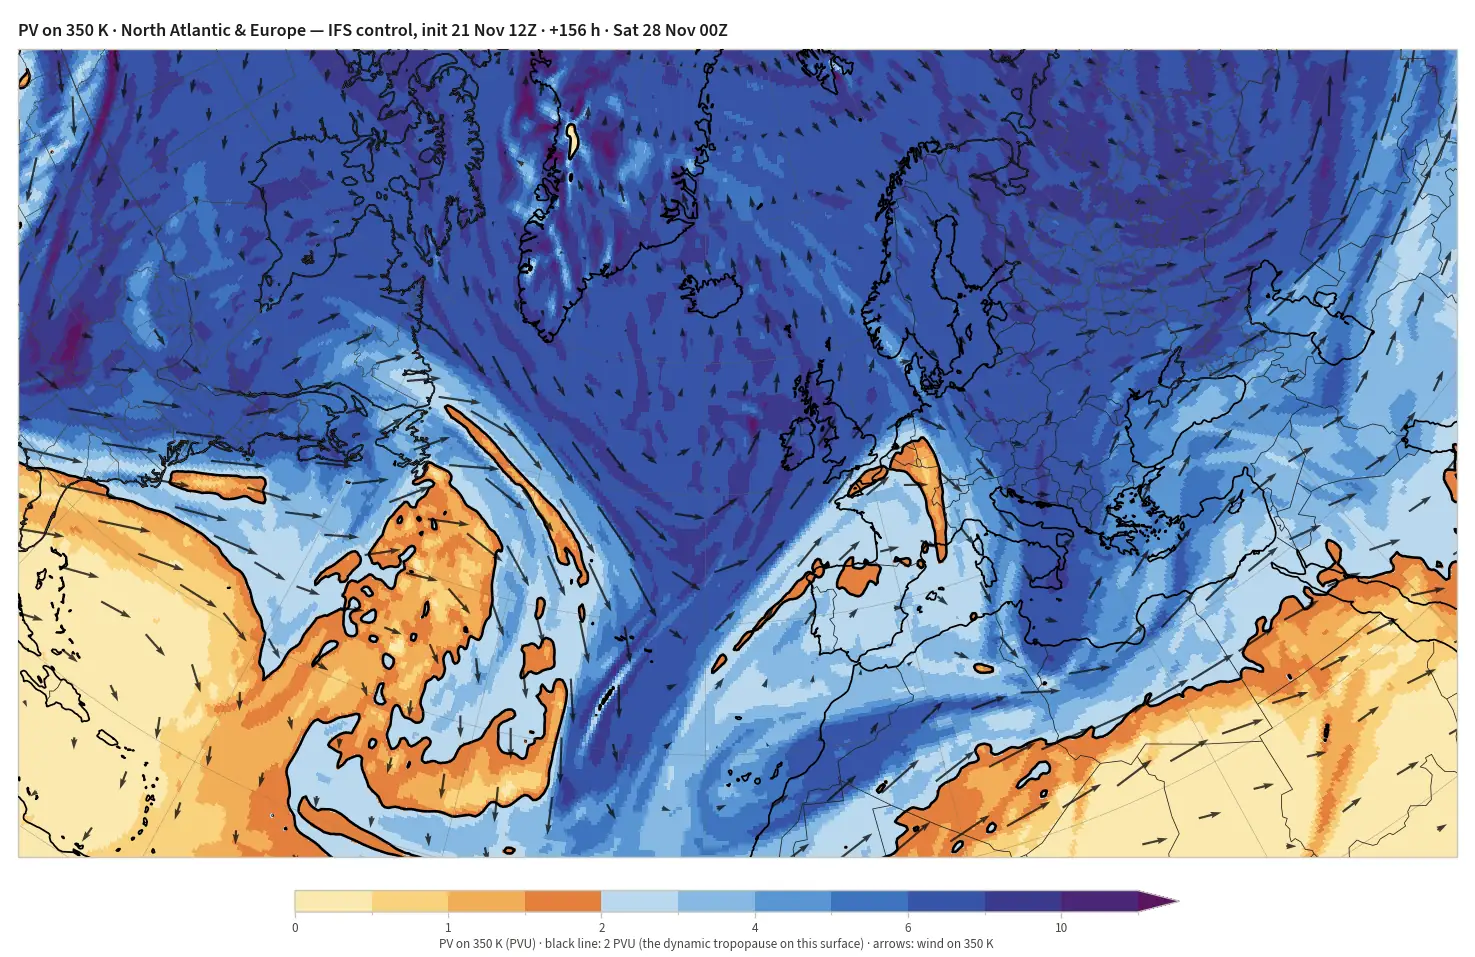 PV on 350 K · North Atlantic & Europe — IFS control, init 21 Nov 12Z · +156 h · Sat 28 Nov 00Z
0 1 2 4 6 10
PV on 350 K (PVU) · black line: 2 PVU (the dynamic tropopause on this surface) · arrows: wind on 350 K